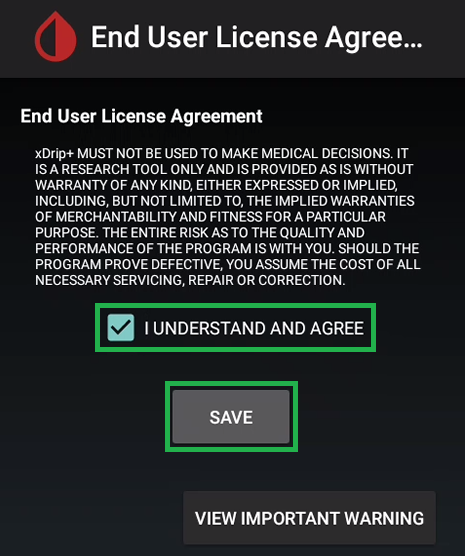 End User License Agree...
End User License Agreement
xDrip+ MUST NOT BE USED TO MAKE MEDICAL DECISIONS. IT
IS A RESEARCH TOOL ONLY AND IS PROVIDED AS IS WITHOUT
WARRANTY OF ANY KIND, EITHER EXPRESSED OR IMPLIED,
INCLUDING, BUT NOT LIMITED TO, THE IMPLIED WARRANTIES
OF MERCHANTABILITY AND FITNESS FOR A PARTICULAR
PURPOSE. THE ENTIRE RISK AS TO THE QUALITY AND
PERFORMANCE OF THE PROGRAM IS WITH YOU. SHOULD THE
PROGRAM PROVE DEFECTIVE, YOU ASSUME THE COST OF ALL
NECESSARY SERVICING, REPAIR OR CORRECTION.
I UNDERSTAND AND AGREE
SAVE
VIEW IMPORTANT WARNING